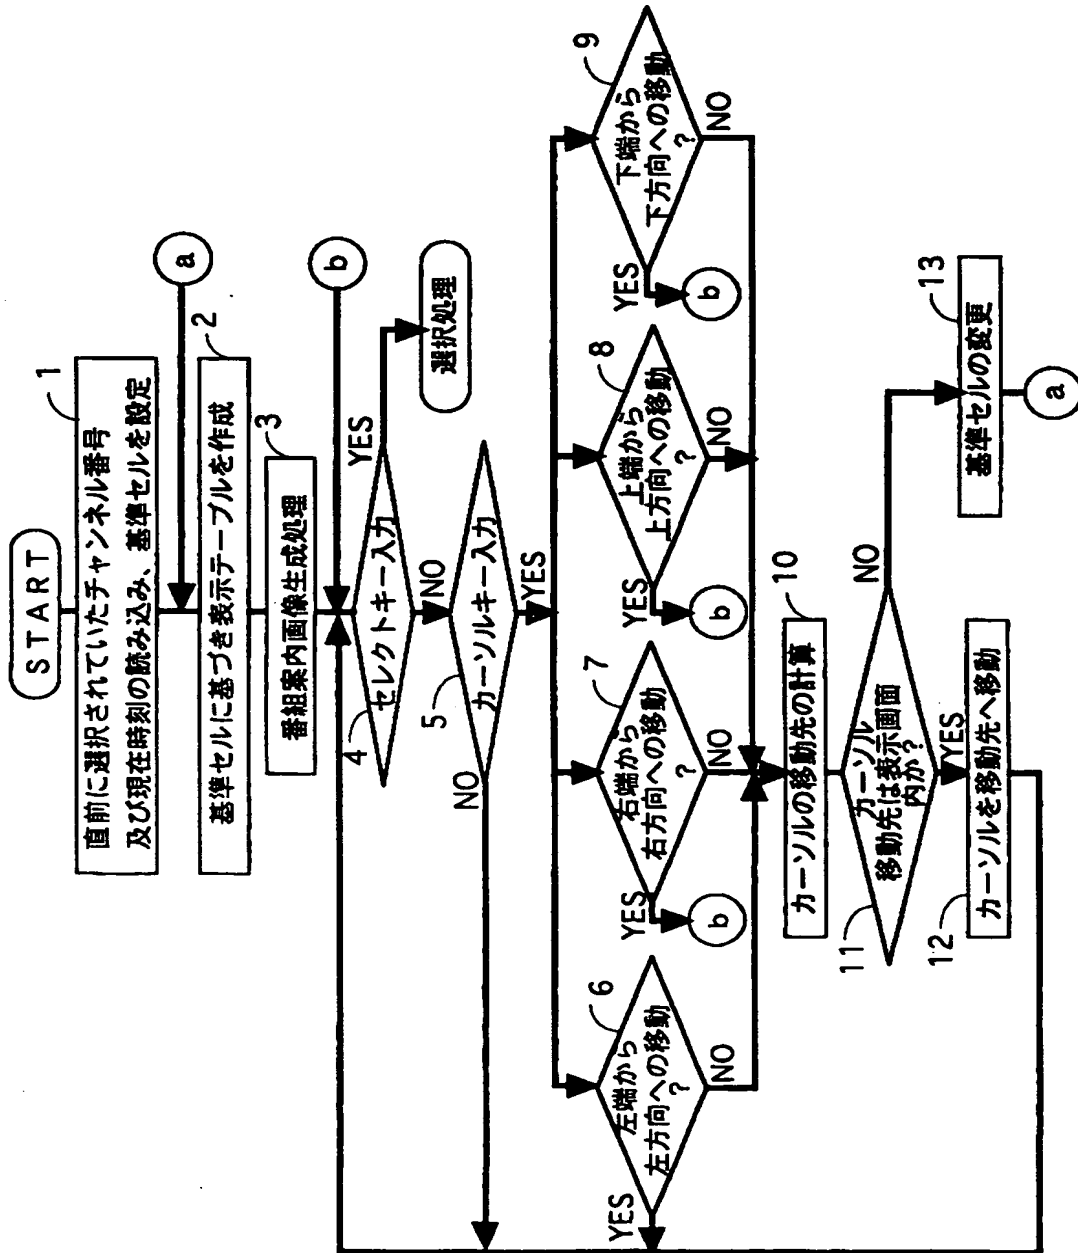 START
直前に選択されていたチャンネル番号
及び現在時刻の読み込み、基準セルを設定
1
a
基準セルに基づき表示テーブルを作成
2
番組案内画像生成処理
3
b
セレクトキー入力
4
YES
NO
選択処理
カーソルキー入力
5
NO
YES
左端から
左方向への移動
?
6
YES
NO
右端から
右方向への移動
?
7
YES
NO
b
上端から
上方向への移動
?
8
YES
NO
b
下端から
下方向への移動
?
9
YES
NO
b
カーソルの移動先の計算
10
カーソル
移動先は表示画面
内か?
11
NO
YES
カーソルを移動先へ移動
12
基準セルの変更
13
a